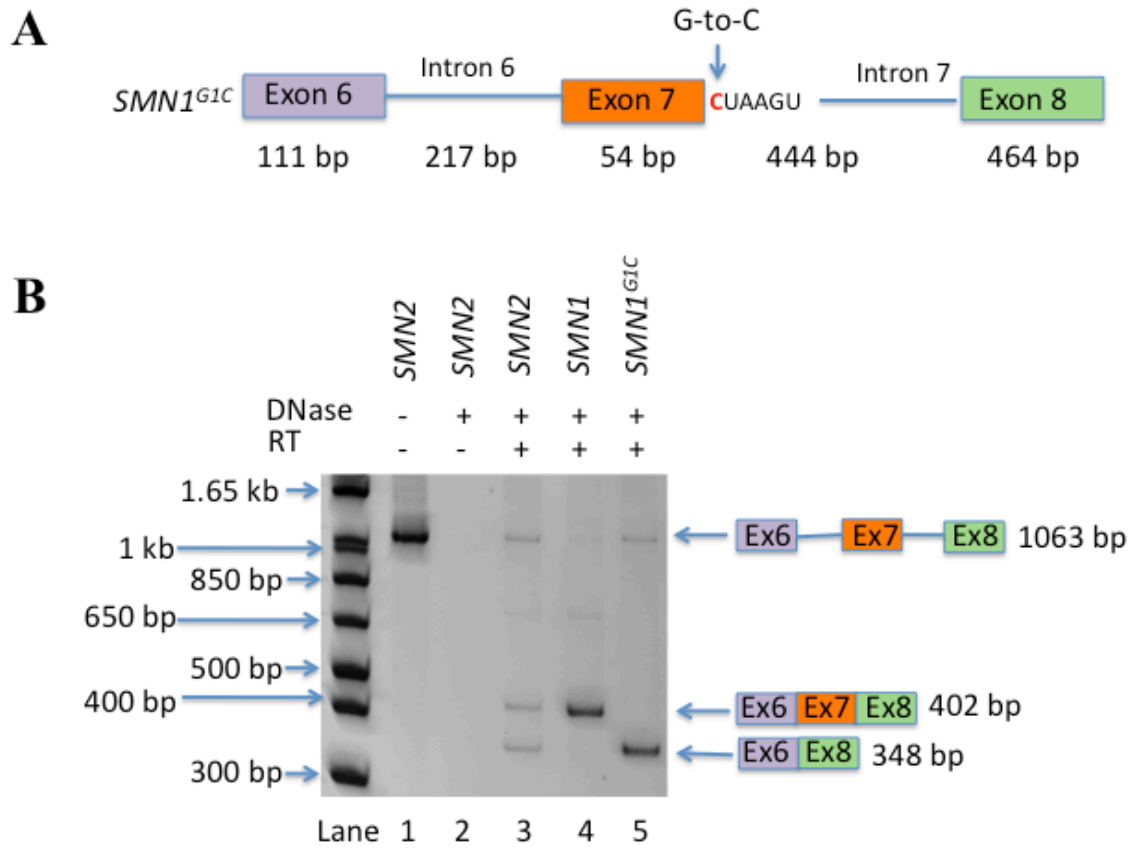 A
G-to-C
SMN1G1C
Exon 6
Intron 6
Exon 7
CUAAGU
Intron 7
Exon 8
111 bp
217 bp
54 bp
444 bp
464 bp
B
SMN2
SMN2
SMN2
SMN1
SMN1G1C
DNase - + + + +
RT - - + + +
1.65 kb
1 kb
850 bp
650 bp
500 bp
400 bp
300 bp
Ex6 Ex7 Ex8 1063 bp
Ex6 Ex7 Ex8 402 bp
Ex6 Ex8 348 bp
Lane 1 2 3 4 5